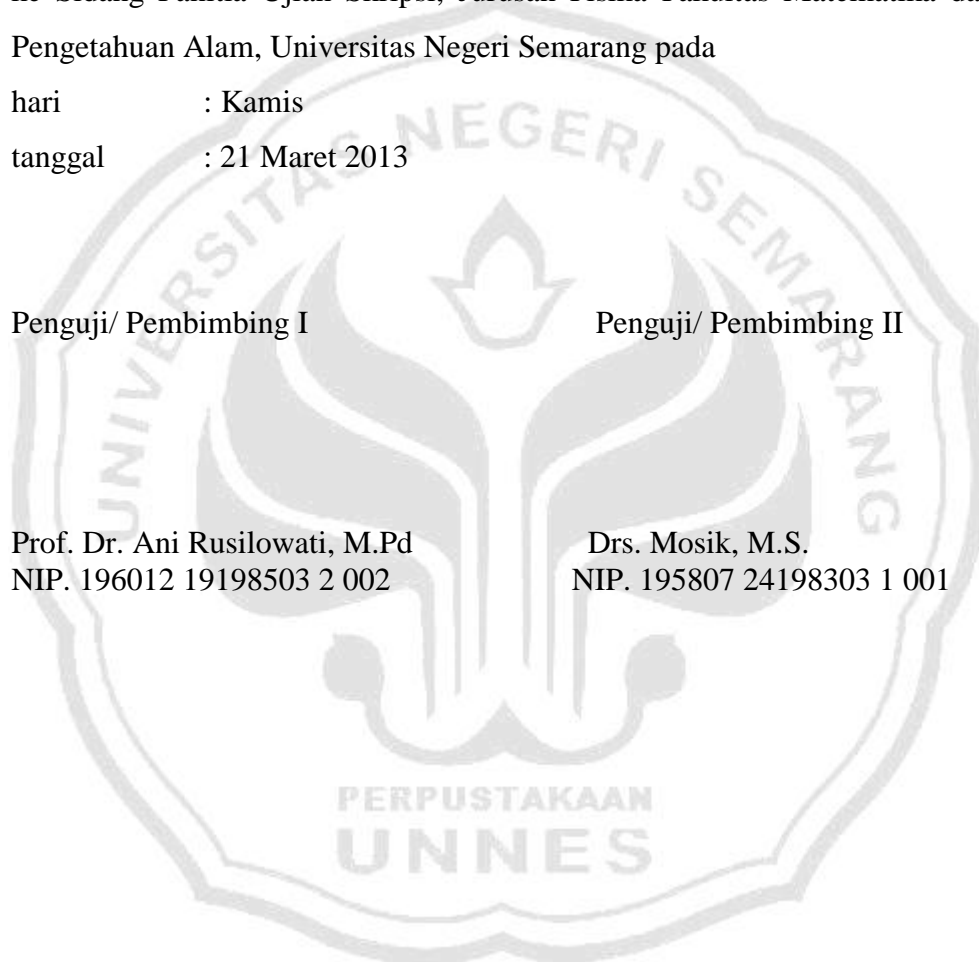 Pengetahuan Alam, Universitas Negeri Semarang pada
hari : Kamis
tanggal : 21 Maret 2013
UNIVERSITAS NEGERI SEMARANG
Penguji/ Pembimbing I Penguji/ Pembimbing II
Prof. Dr. Ani Rusilowati, M.Pd Drs. Mosik, M.S.
NIP. 196012 19198503 2 002 NIP. 195807 24198303 1 001
PERPUSTAKAAN
UNNES